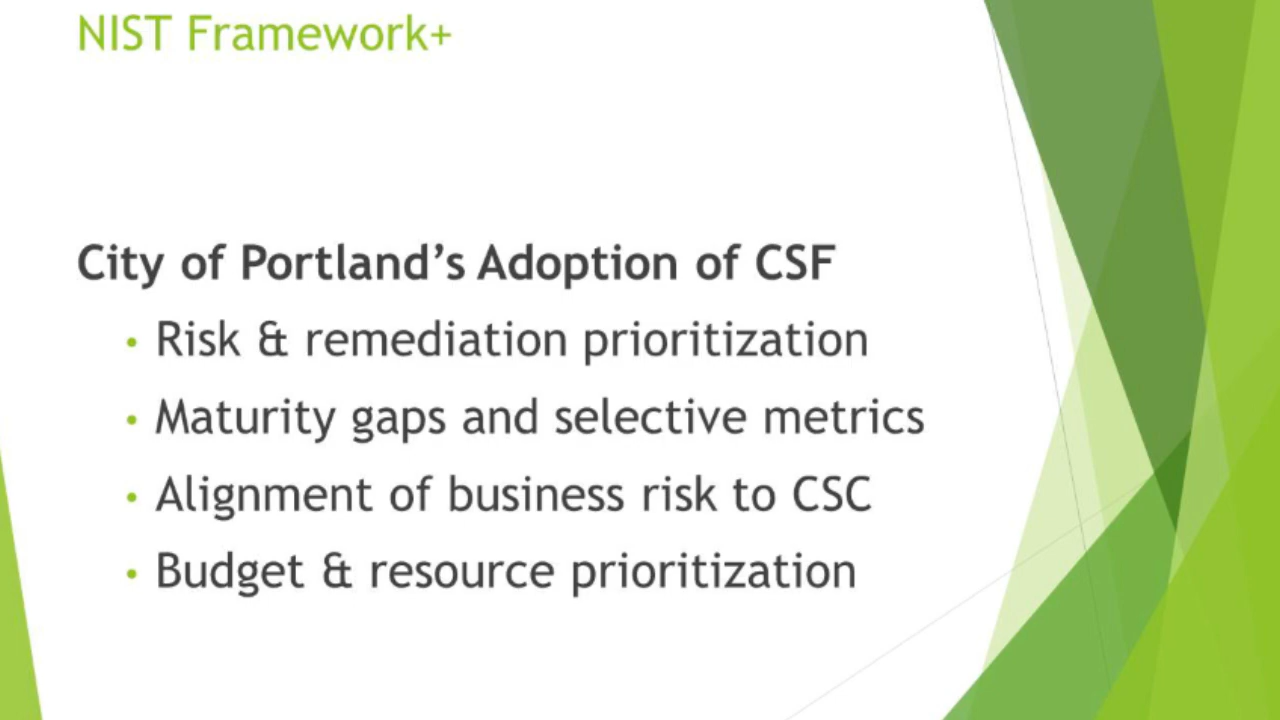 NIST Framework+
City of Portland’s Adoption of CSF
• Risk & remediation prioritization
• Maturity gaps and selective metrics
• Alignment of business risk to CSC
• Budget & resource prioritization